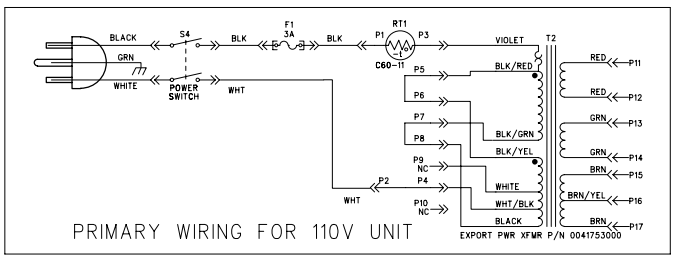 BLACK S4 BLK F1 3A BLK P1 RT1 P3 VIOLET T2
-t
C60-11
GRN
WHITE
POWER SWITCH
WHT
P5 BLK/RED
P6
P7
P8 BLK/GRN
BLK/YEL
P9
NC
P2 P4 WHITE
WHT
WHT/BLK
P10
NC
BLACK
RED P11
RED P12
GRN P13
GRN P14
BRN P15
BRN/YEL P16
BRN P17
PRIMARY WIRING FOR 110V UNIT
EXPORT PWR XFMR P/N 0041753000